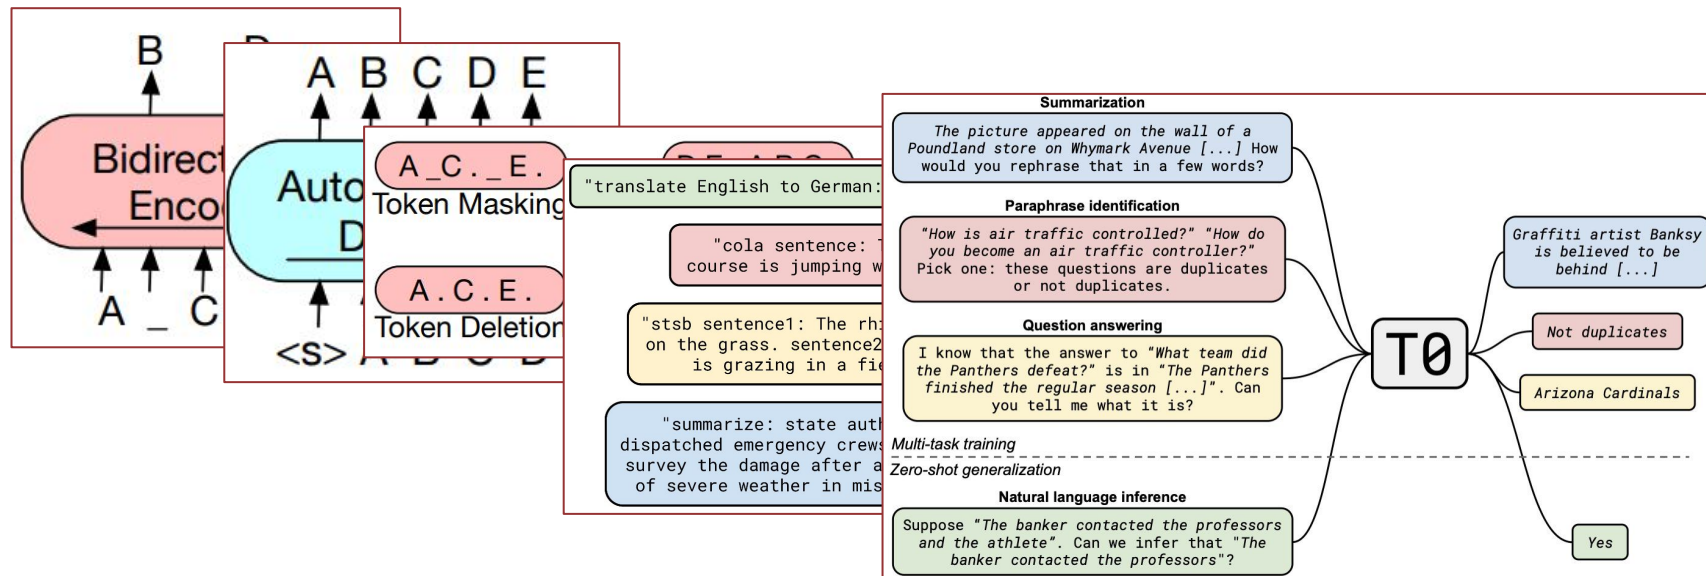 B
Bidirect
Enco
A _ C
A B C D E
Auto
D
<s>
A _C . _ E .
Token Masking
A . C . E .
Token Deletion
"translate English to German:
"cola sentence:
course is jumping
"stsb sentence1: The
on the grass. sentence2
is grazing in a
"summarize: state
dispatched emergency crews
survey the damage after a
of severe weather in
Summarization
The picture appeared on the wall of a
Poundland store on Whymark Avenue [...] How
would you rephrase that in a few words?
Paraphrase identification
“How is air traffic controlled?” “How do
you become an air traffic controller?”
Pick one: these questions are duplicates
or not duplicates.
Question answering
I know that the answer to “What team did
the Panthers defeat?” is in “The Panthers
finished the regular season [...]”. Can
you tell me what it is?
Multi-task training
Zero-shot generalization
Natural language inference
Suppose “The banker contacted the professors
and the athlete”. Can we infer that "The
banker contacted the professors"?
T0
Graffiti artist Banksy
is believed to be
behind [...]
Not duplicates
Arizona Cardinals
Yes